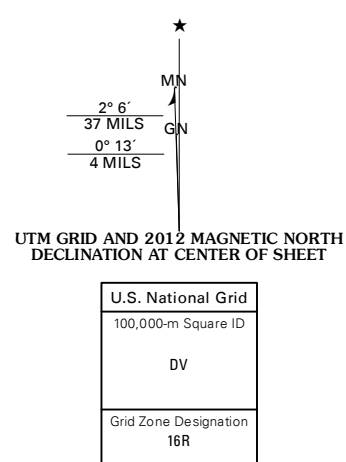 ★
MN
2° 6´
37 MILS
GN
0° 13´
4 MILS
UTM GRID AND 2012 MAGNETIC NORTH
DECLINATION AT CENTER OF SHEET
U.S. National Grid
100,000-m Square ID
DV
Grid Zone Designation
16R